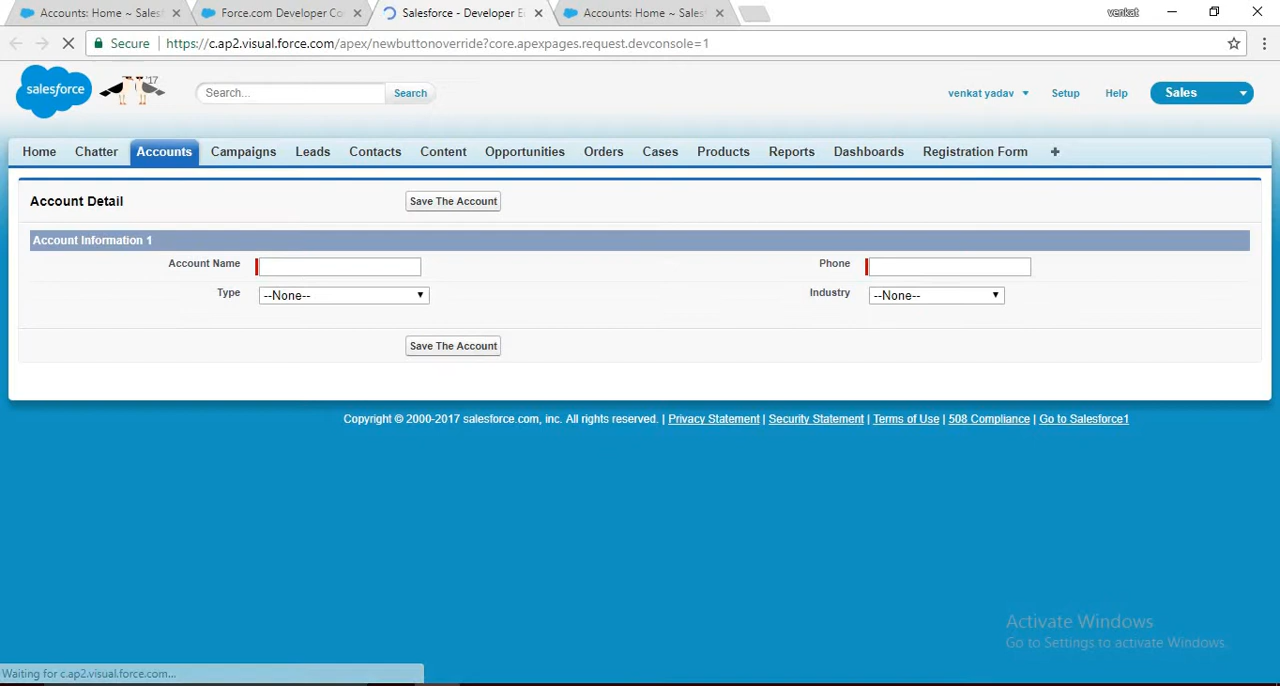 Accounts: Home ~ Sales
Force.com Developer Co
Salesforce - Developer E
Accounts: Home ~ Sales
venkat
Secure
https://c.ap2.visual.force.com/apex/newbuttonoverride?core.apexpages.request.devconsole=1
salesforce
'17
Search...
Search
venkat yadav
Setup
Help
Sales
Home
Chatter
Accounts
Campaigns
Leads
Contacts
Content
Opportunities
Orders
Cases
Products
Reports
Dashboards
Registration Form
+
Account Detail
Save The Account
Account Information 1
Account Name
Phone
Type
--None--
Industry
--None--
Save The Account
Copyright © 2000-2017 salesforce.com, inc. All rights reserved. | Privacy Statement | Security Statement | Terms of Use | 508 Compliance | Go to Salesforce1
Activate Windows
Go to Settings to activate Windows.
Waiting for c.ap2.visual.force.com...